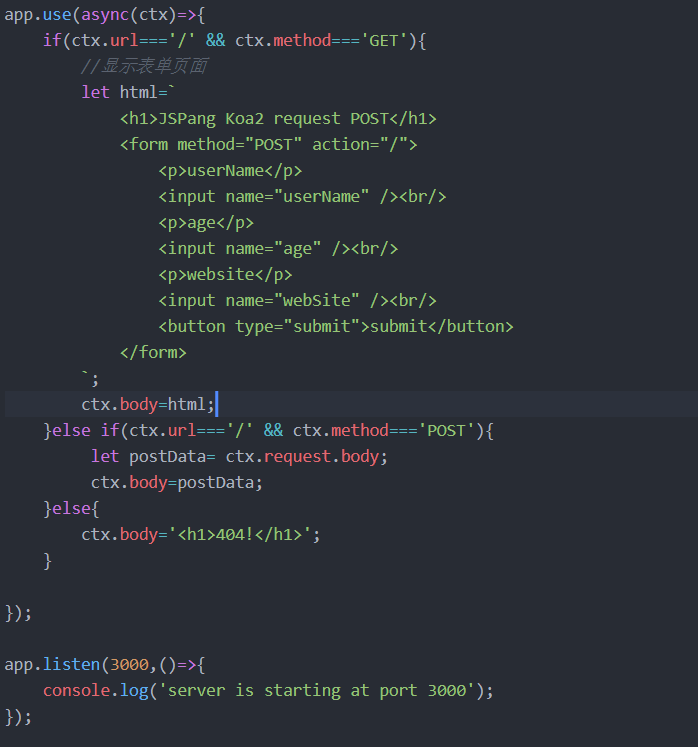 app.use(async(ctx)=>{
    if(ctx.url==='/' && ctx.method==='GET'){
        //显示表单页面
        let html=`
            <h1>JSPang Koa2 request POST</h1>
            <form method="POST" action="/">
                <p>userName</p>
                <input name="userName" /><br/>
                <p>age</p>
                <input name="age" /><br/>
                <p>website</p>
                <input name="webSite" /><br/>
                <button type="submit">submit</button>
            </form>
        `;
        ctx.body=html;
    }else if(ctx.url==='/' && ctx.method==='POST'){
         let postData= ctx.request.body;
         ctx.body=postData;
    }else{
        ctx.body='<h1>404!</h1>';
    }

});

app.listen(3000,()=>{
    console.log('server is starting at port 3000');
});